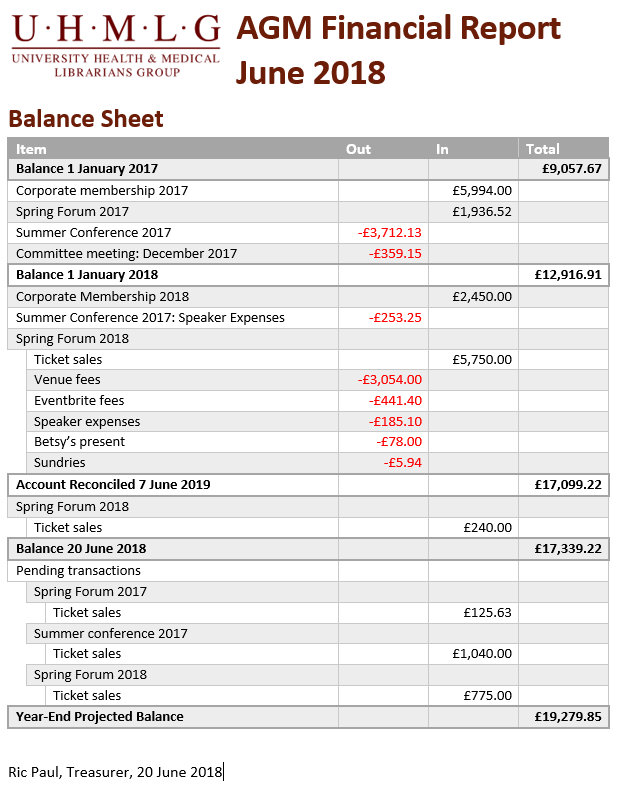 U·H·M·L·G
UNIVERSITY HEALTH & MEDICAL
LIBRARIANS GROUP
AGM Financial Report
June 2018
Balance Sheet
Item Out In Total
Balance 1 January 2017 £9,057.67
Corporate membership 2017 £5,994.00
Spring Forum 2017 £1,936.52
Summer Conference 2017 -£3,712.13
Committee meeting: December 2017 -£359.15
Balance 1 January 2018 £12,916.91
Corporate Membership 2018 £2,450.00
Summer Conference 2017: Speaker Expenses -£253.25
Spring Forum 2018
Ticket sales £5,750.00
Venue fees -£3,054.00
Eventbrite fees -£441.40
Speaker expenses -£185.10
Betsy's present -£78.00
Sundries -£5.94
Account Reconciled 7 June 2019 £17,099.22
Spring Forum 2018
Ticket sales £240.00
Balance 20 June 2018 £17,339.22
Pending transactions
Spring Forum 2017
Ticket sales £125.63
Summer conference 2017
Ticket sales £1,040.00
Spring Forum 2018
Ticket sales £775.00
Year-End Projected Balance £19,279.85
Ric Paul, Treasurer, 20 June 2018